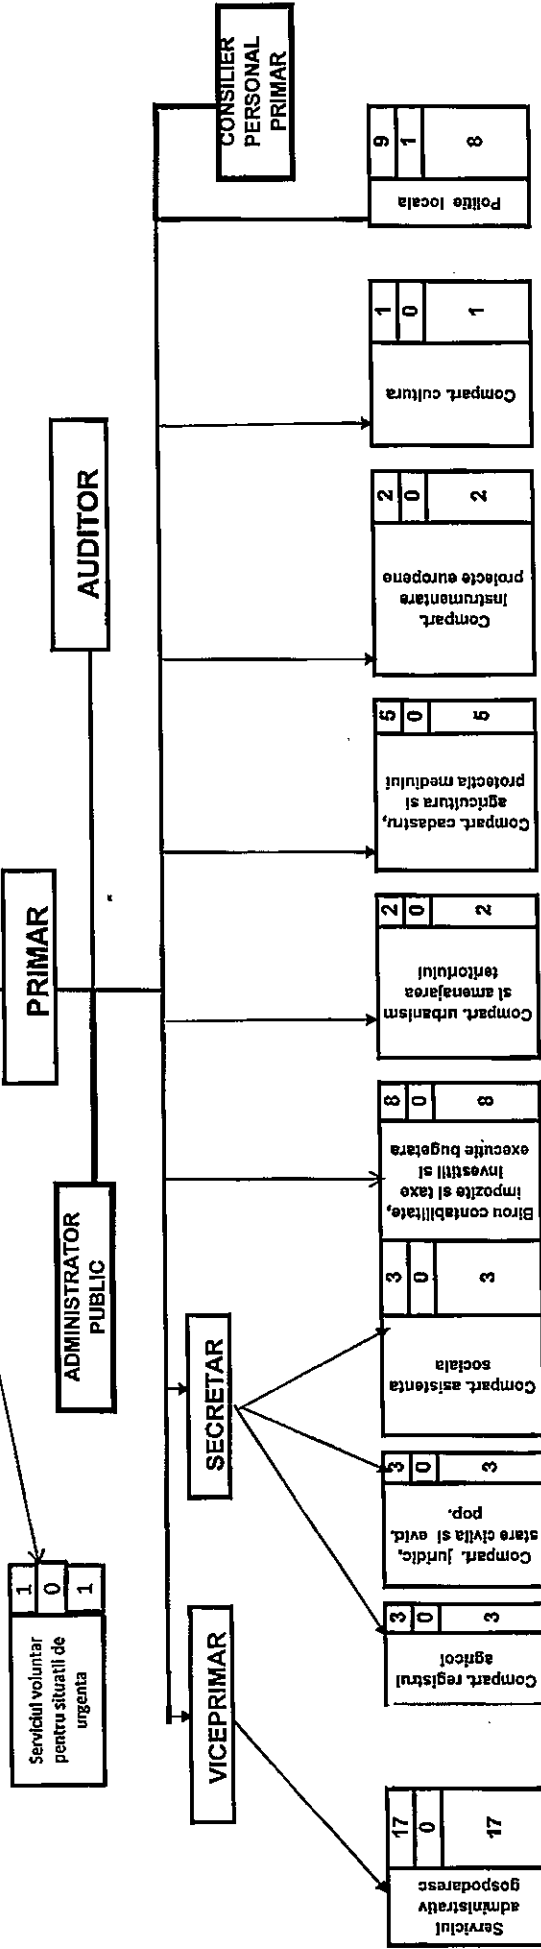 PRIMAR
AUDITOR
ADMINISTRATOR
PUBLIC
CONSILIER
PERSONAL
PRIMAR
Serviciul voluntar
pentru situatii de
urgenta
1
0
1
VICEPRIMAR
SECRETAR
Serviciul
administrativ
gospodaresc
17
0
17
Compart. registrul
agricol
3
0
3
Compart. juridic,
stare civila si evid.
pop.
3
0
3
Compart. asistenta
sociala
3
0
3
Birou contabilitate,
impozite si taxe
investitii si
executie bugetara
8
0
8
Compart. urbanism
si amenajarea
teritoriului
2
0
2
Compart. cadastru,
agricultura si
protectia mediului
5
0
5
Compart.
Instrumentare
proiecte europene
2
0
2
Compart. cultura
1
0
1
Politie locala
9
1
8